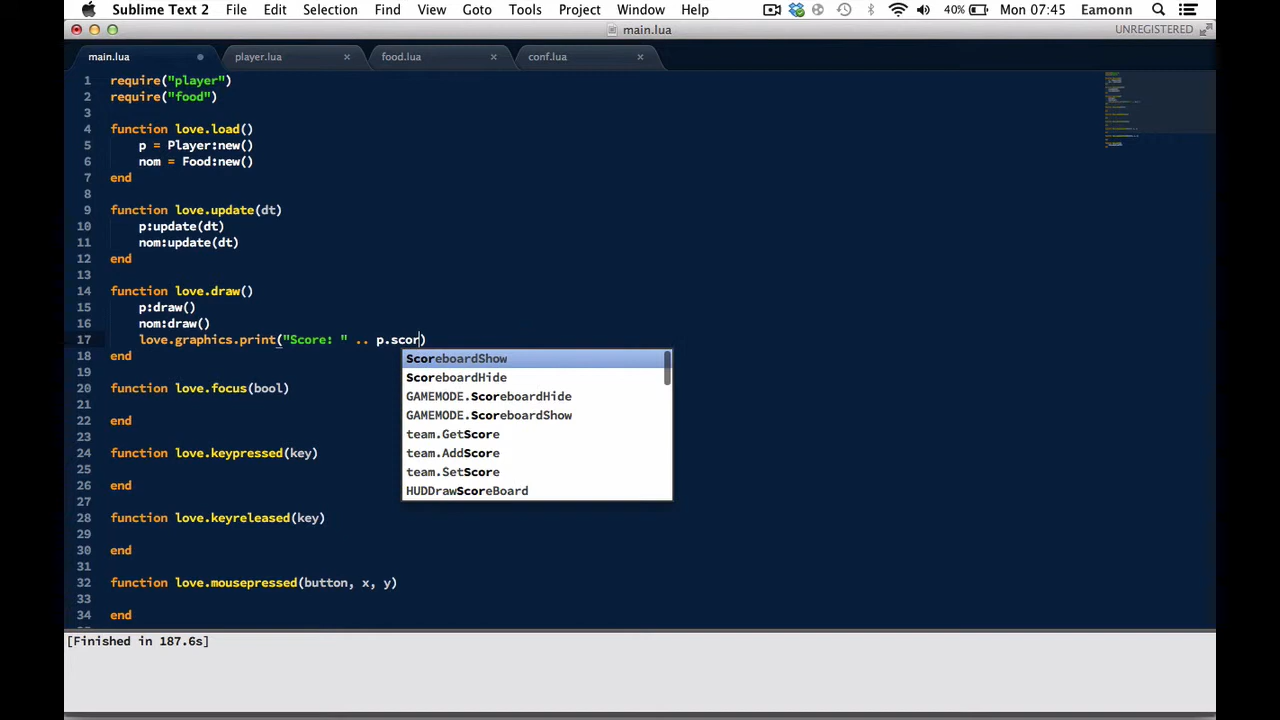 Sublime Text 2 File Edit Selection Find View Goto Tools Project Window Help 40% Mon 07:45 Eamonn
main.lua UNREGISTERED
main.lua player.lua food.lua conf.lua
1 require("player")
2 require("food")
3
4 function love.load()
5 p = Player:new()
6 nom = Food:new()
7 end
8
9 function love.update(dt)
10 p:update(dt)
11 nom:update(dt)
12 end
13
14 function love.draw()
15 p:draw()
16 nom:draw()
17 love.graphics.print("Score: " .. p.scor)
18 end
ScoreboardShow
19
ScoreboardHide
20 function love.focus(bool)
GAMEMODE.ScoreboardHide
21
GAMEMODE.ScoreboardShow
22 end
team.GetScore
23
24 function love.keypressed(key)
team.AddScore
25
team.SetScore
26 end
HUDDrawScoreBoard
27
28 function love.keyreleased(key)
29
30 end
31
32 function love.mousepressed(button, x, y)
33
34 end
[Finished in 187.6s]